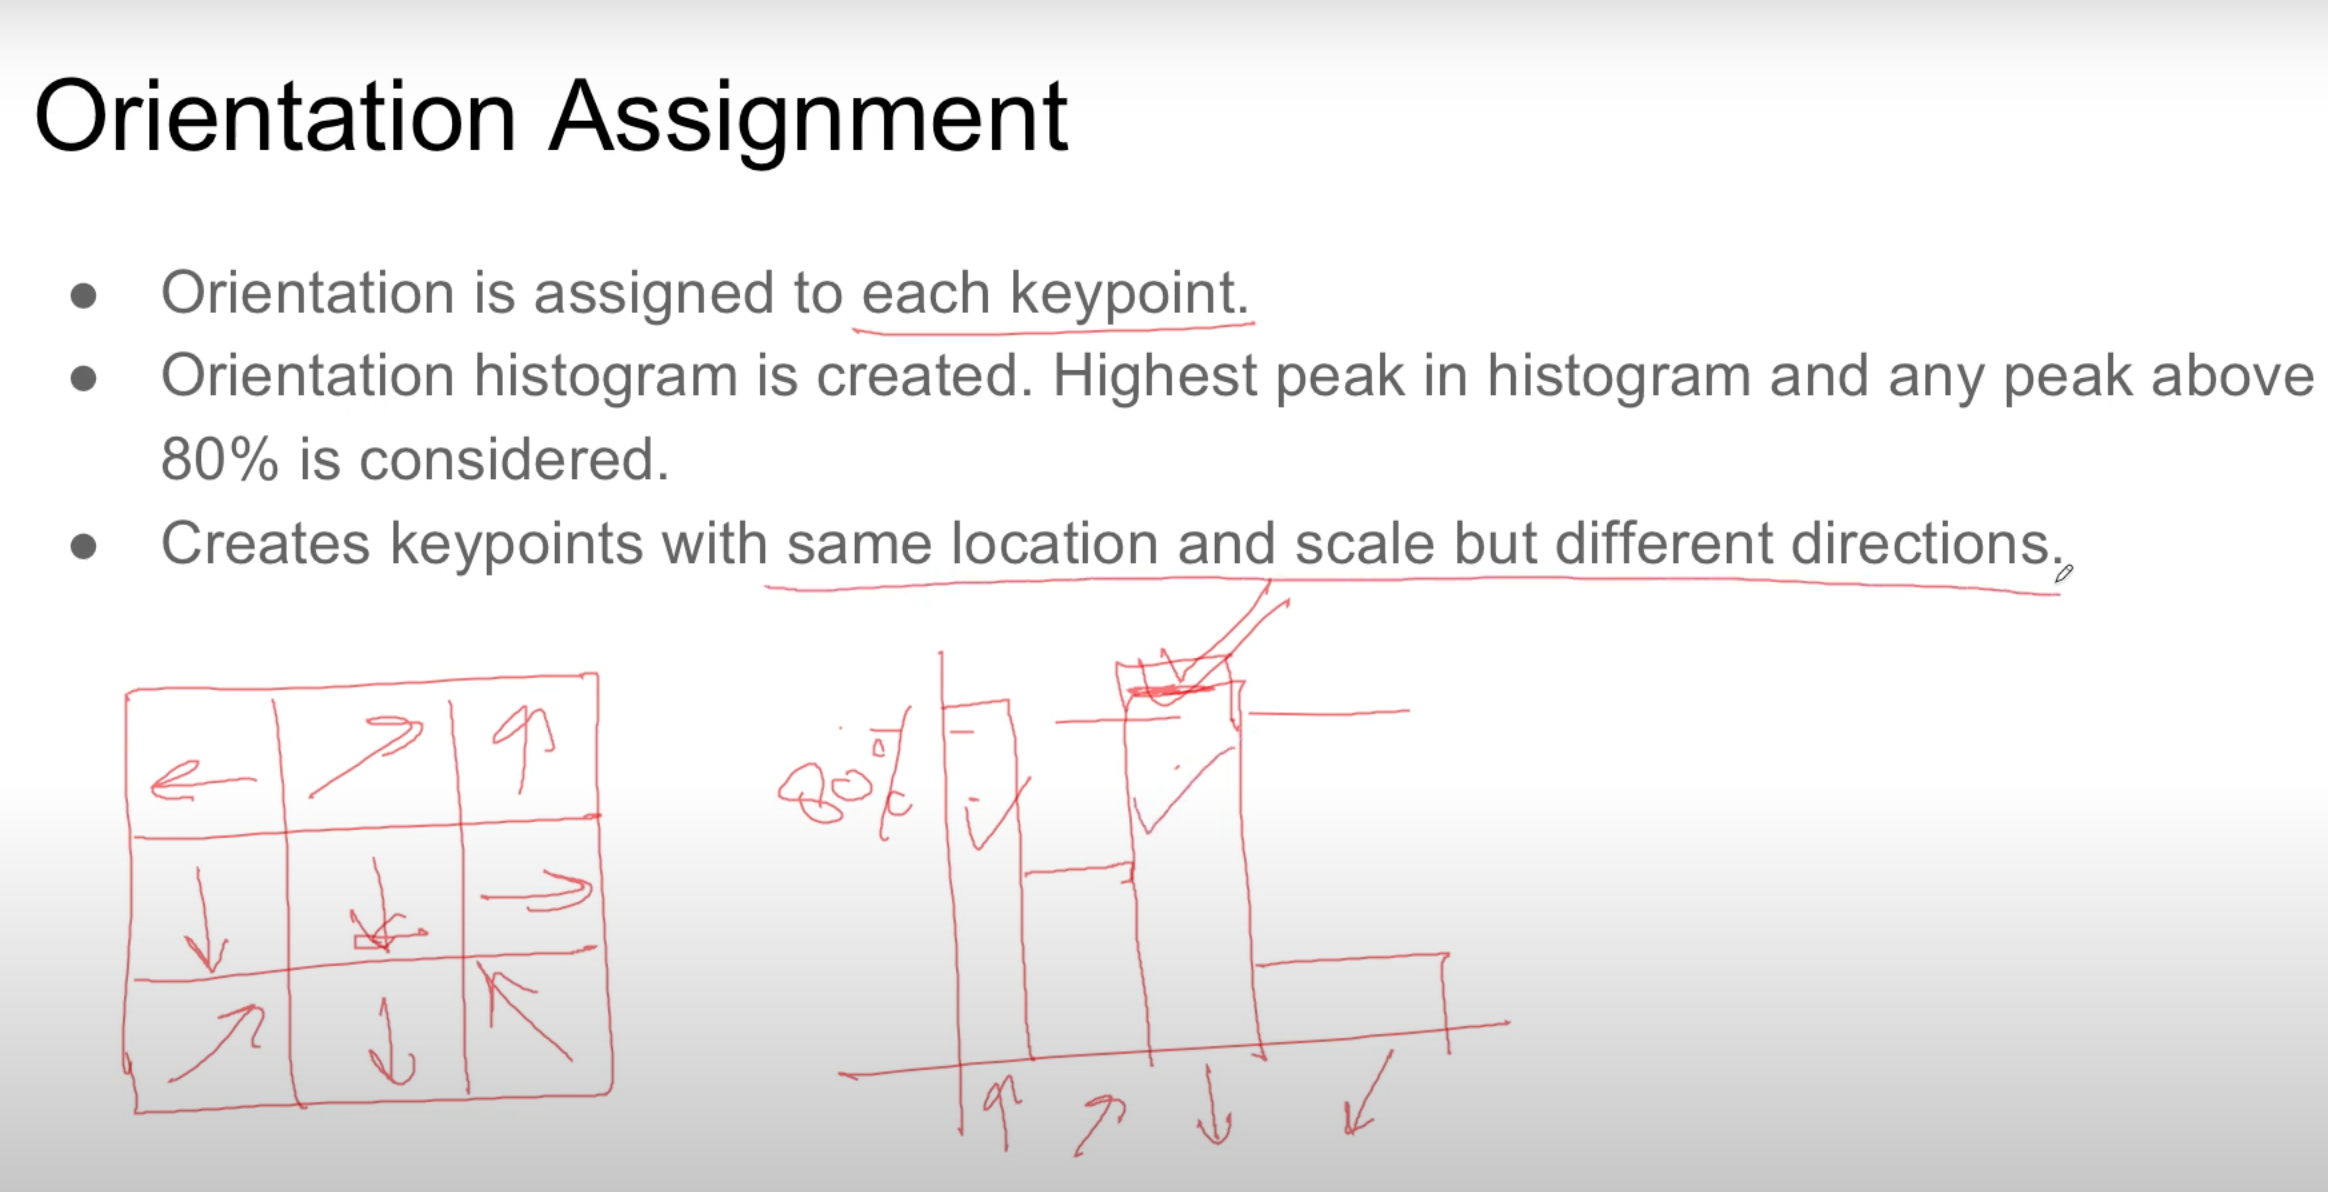 Orientation Assignment
● Orientation is assigned to each keypoint.
● Orientation histogram is created. Highest peak in histogram and any peak above
80% is considered.
● Creates keypoints with same location and scale but different directions.
80%